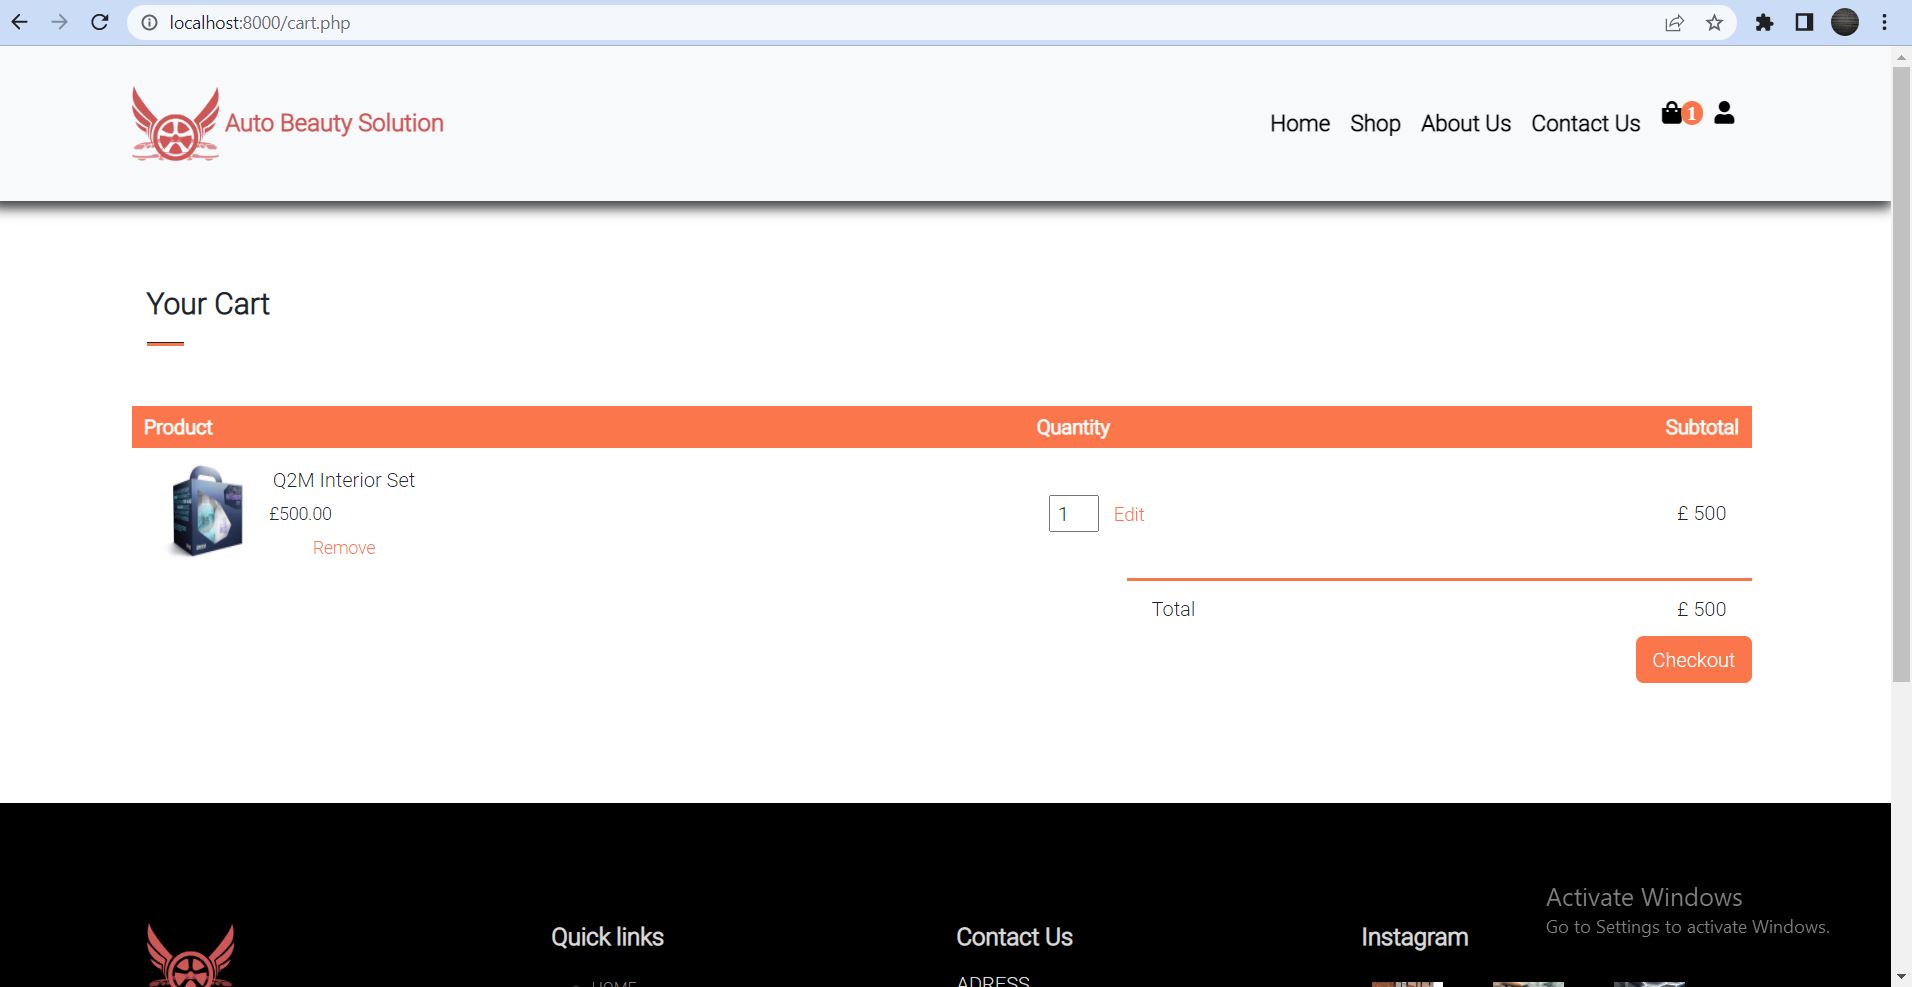 localhost:8000/cart.php
Auto Beauty Solution
Home Shop About Us Contact Us 1
Your Cart
Product Quantity Subtotal
Q2M Interior Set
£500.00
1 Edit £ 500
Remove
Total £ 500
Checkout
Activate Windows
Go to Settings to activate Windows.
Quick links Contact Us Instagram
HOME
ADRESS